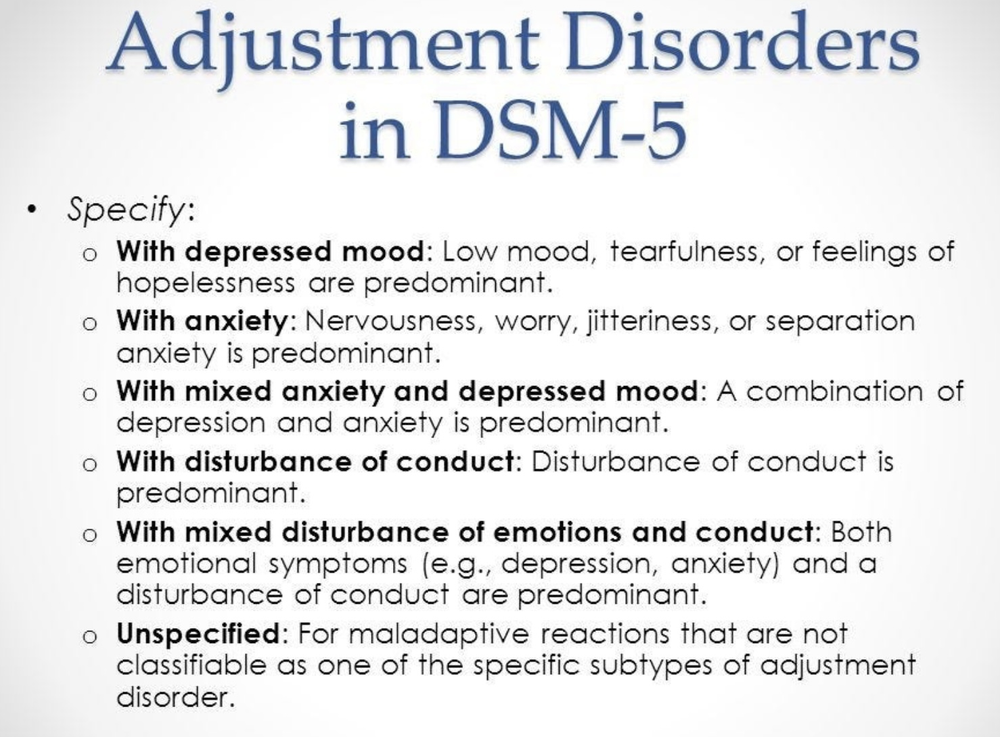 Adjustment Disorders
in DSM-5
• Specify:
o With depressed mood: Low mood, tearfulness, or feelings of
hopelessness are predominant.
o With anxiety: Nervousness, worry, jitteriness, or separation
anxiety is predominant.
o With mixed anxiety and depressed mood: A combination of
depression and anxiety is predominant.
o With disturbance of conduct: Disturbance of conduct is
predominant.
o With mixed disturbance of emotions and conduct: Both
emotional symptoms (e.g., depression, anxiety) and a
disturbance of conduct are predominant.
o Unspecified: For maladaptive reactions that are not
classifiable as one of the specific subtypes of adjustment
disorder.